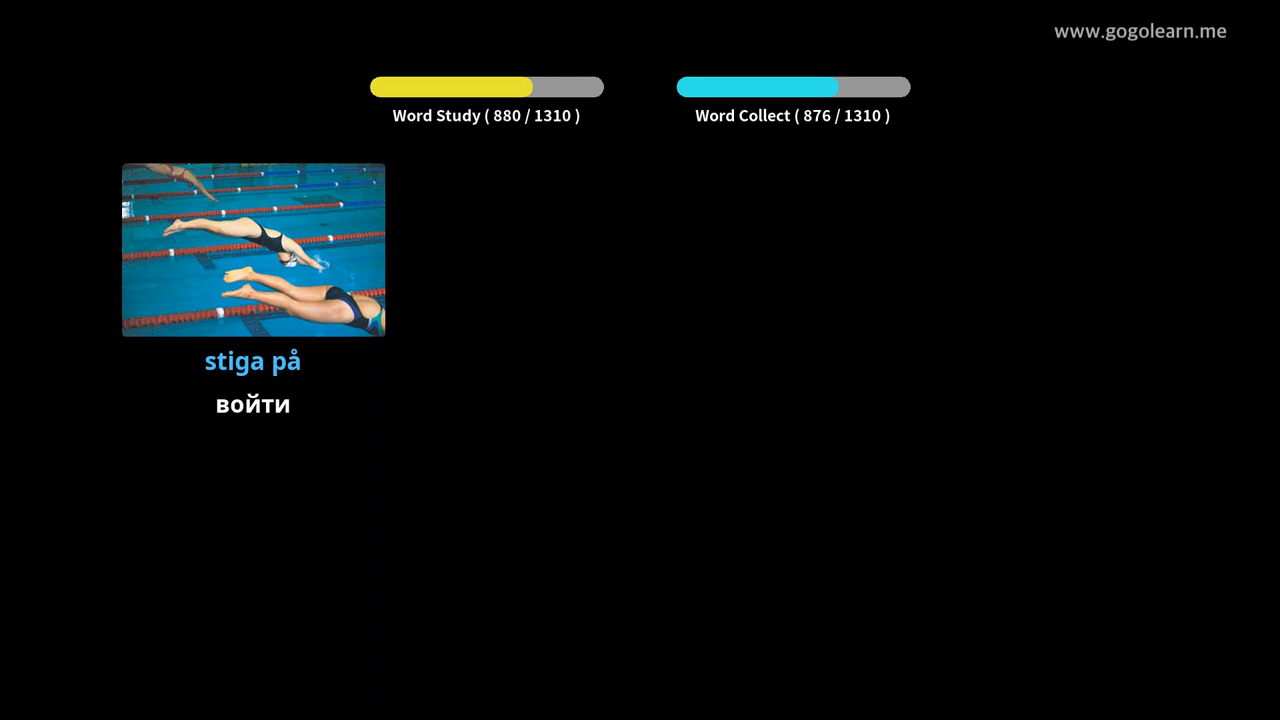 www.gogolearn.me
Word Study ( 880 / 1310 )
Word Collect ( 876 / 1310 )
stiga på
войти